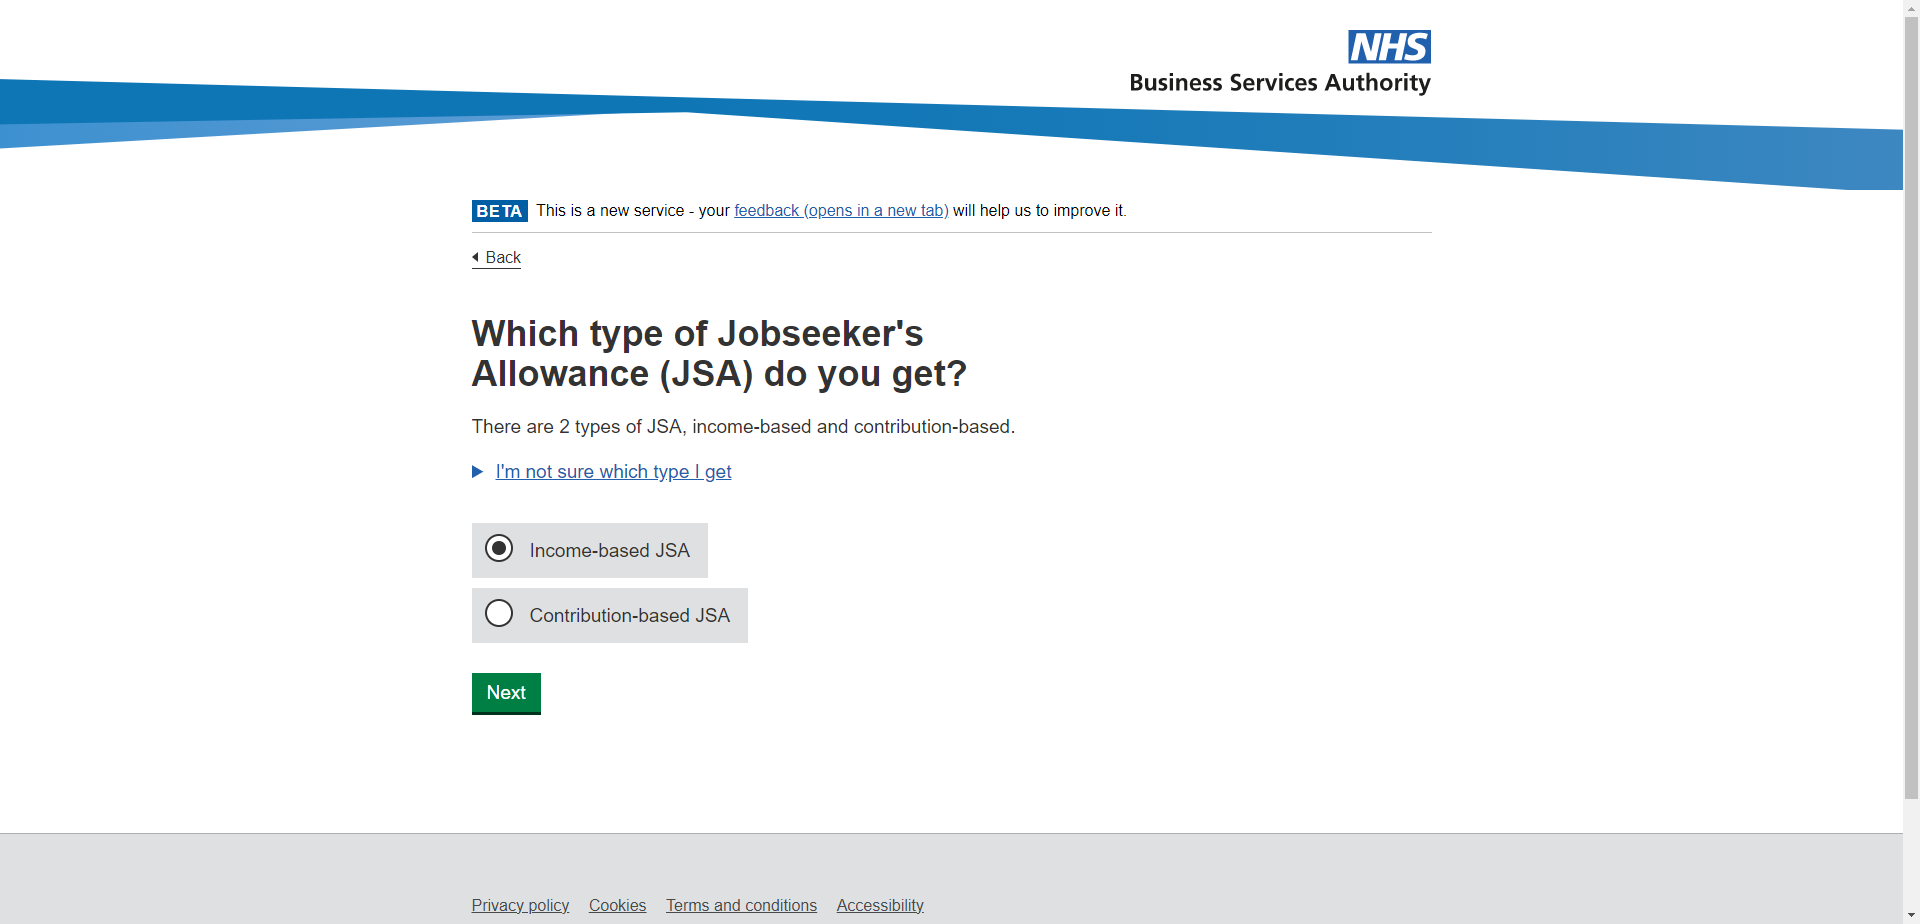 NHS
Business Services Authority
BETA This is a new service - your feedback (opens in a new tab) will help us to improve it.
Back
Which type of Jobseeker's
Allowance (JSA) do you get?
There are 2 types of JSA, income-based and contribution-based.
I'm not sure which type I get
Income-based JSA
Contribution-based JSA
Next
Privacy policy Cookies Terms and conditions Accessibility